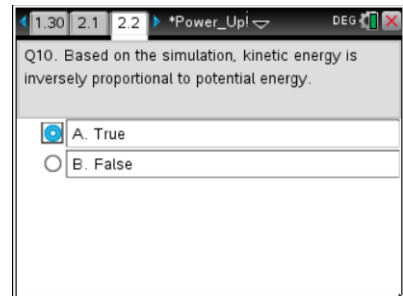 1.30 2.1 2.2 *Power_Up! DEG
Q10. Based on the simulation, kinetic energy is
inversely proportional to potential energy.
A. True
B. False